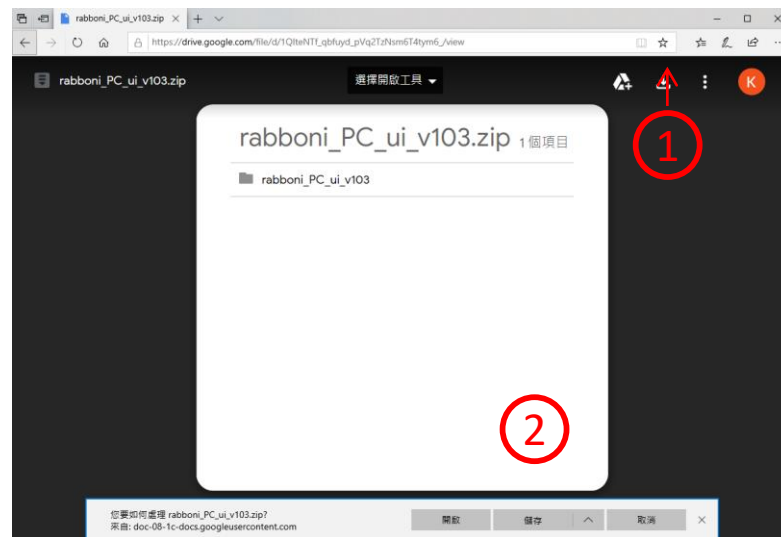 rabboni_PC_ui_v103.zip
https://drive.google.com/file/d/1QIteNTf_qbfuyd_pVq2TzNsm6T4tym6_/view
rabboni_PC_ui_v103.zip
選擇開啟工具
K
rabboni_PC_ui_v103.zip 1 個項目
1
rabboni_PC_ui_v103
2
您要如何處理 rabboni_PC_ui_v103.zip?
來自: doc-08-1c-docs.googleusercontent.com
開啟
儲存
取消